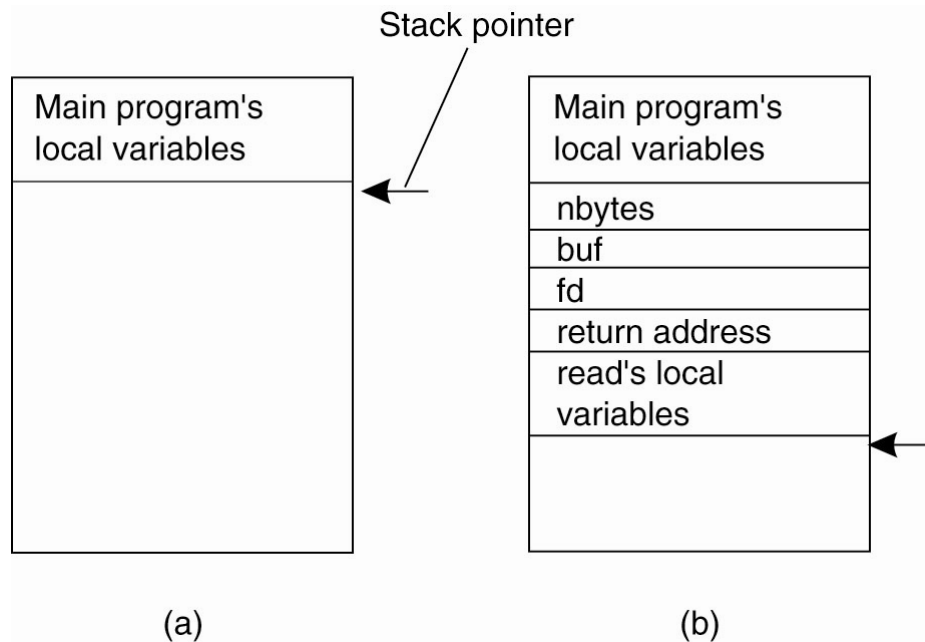 Stack pointer
Main program's
local variables
Main program's
local variables
nbytes
buf
fd
return address
read's local
variables
(a)
(b)